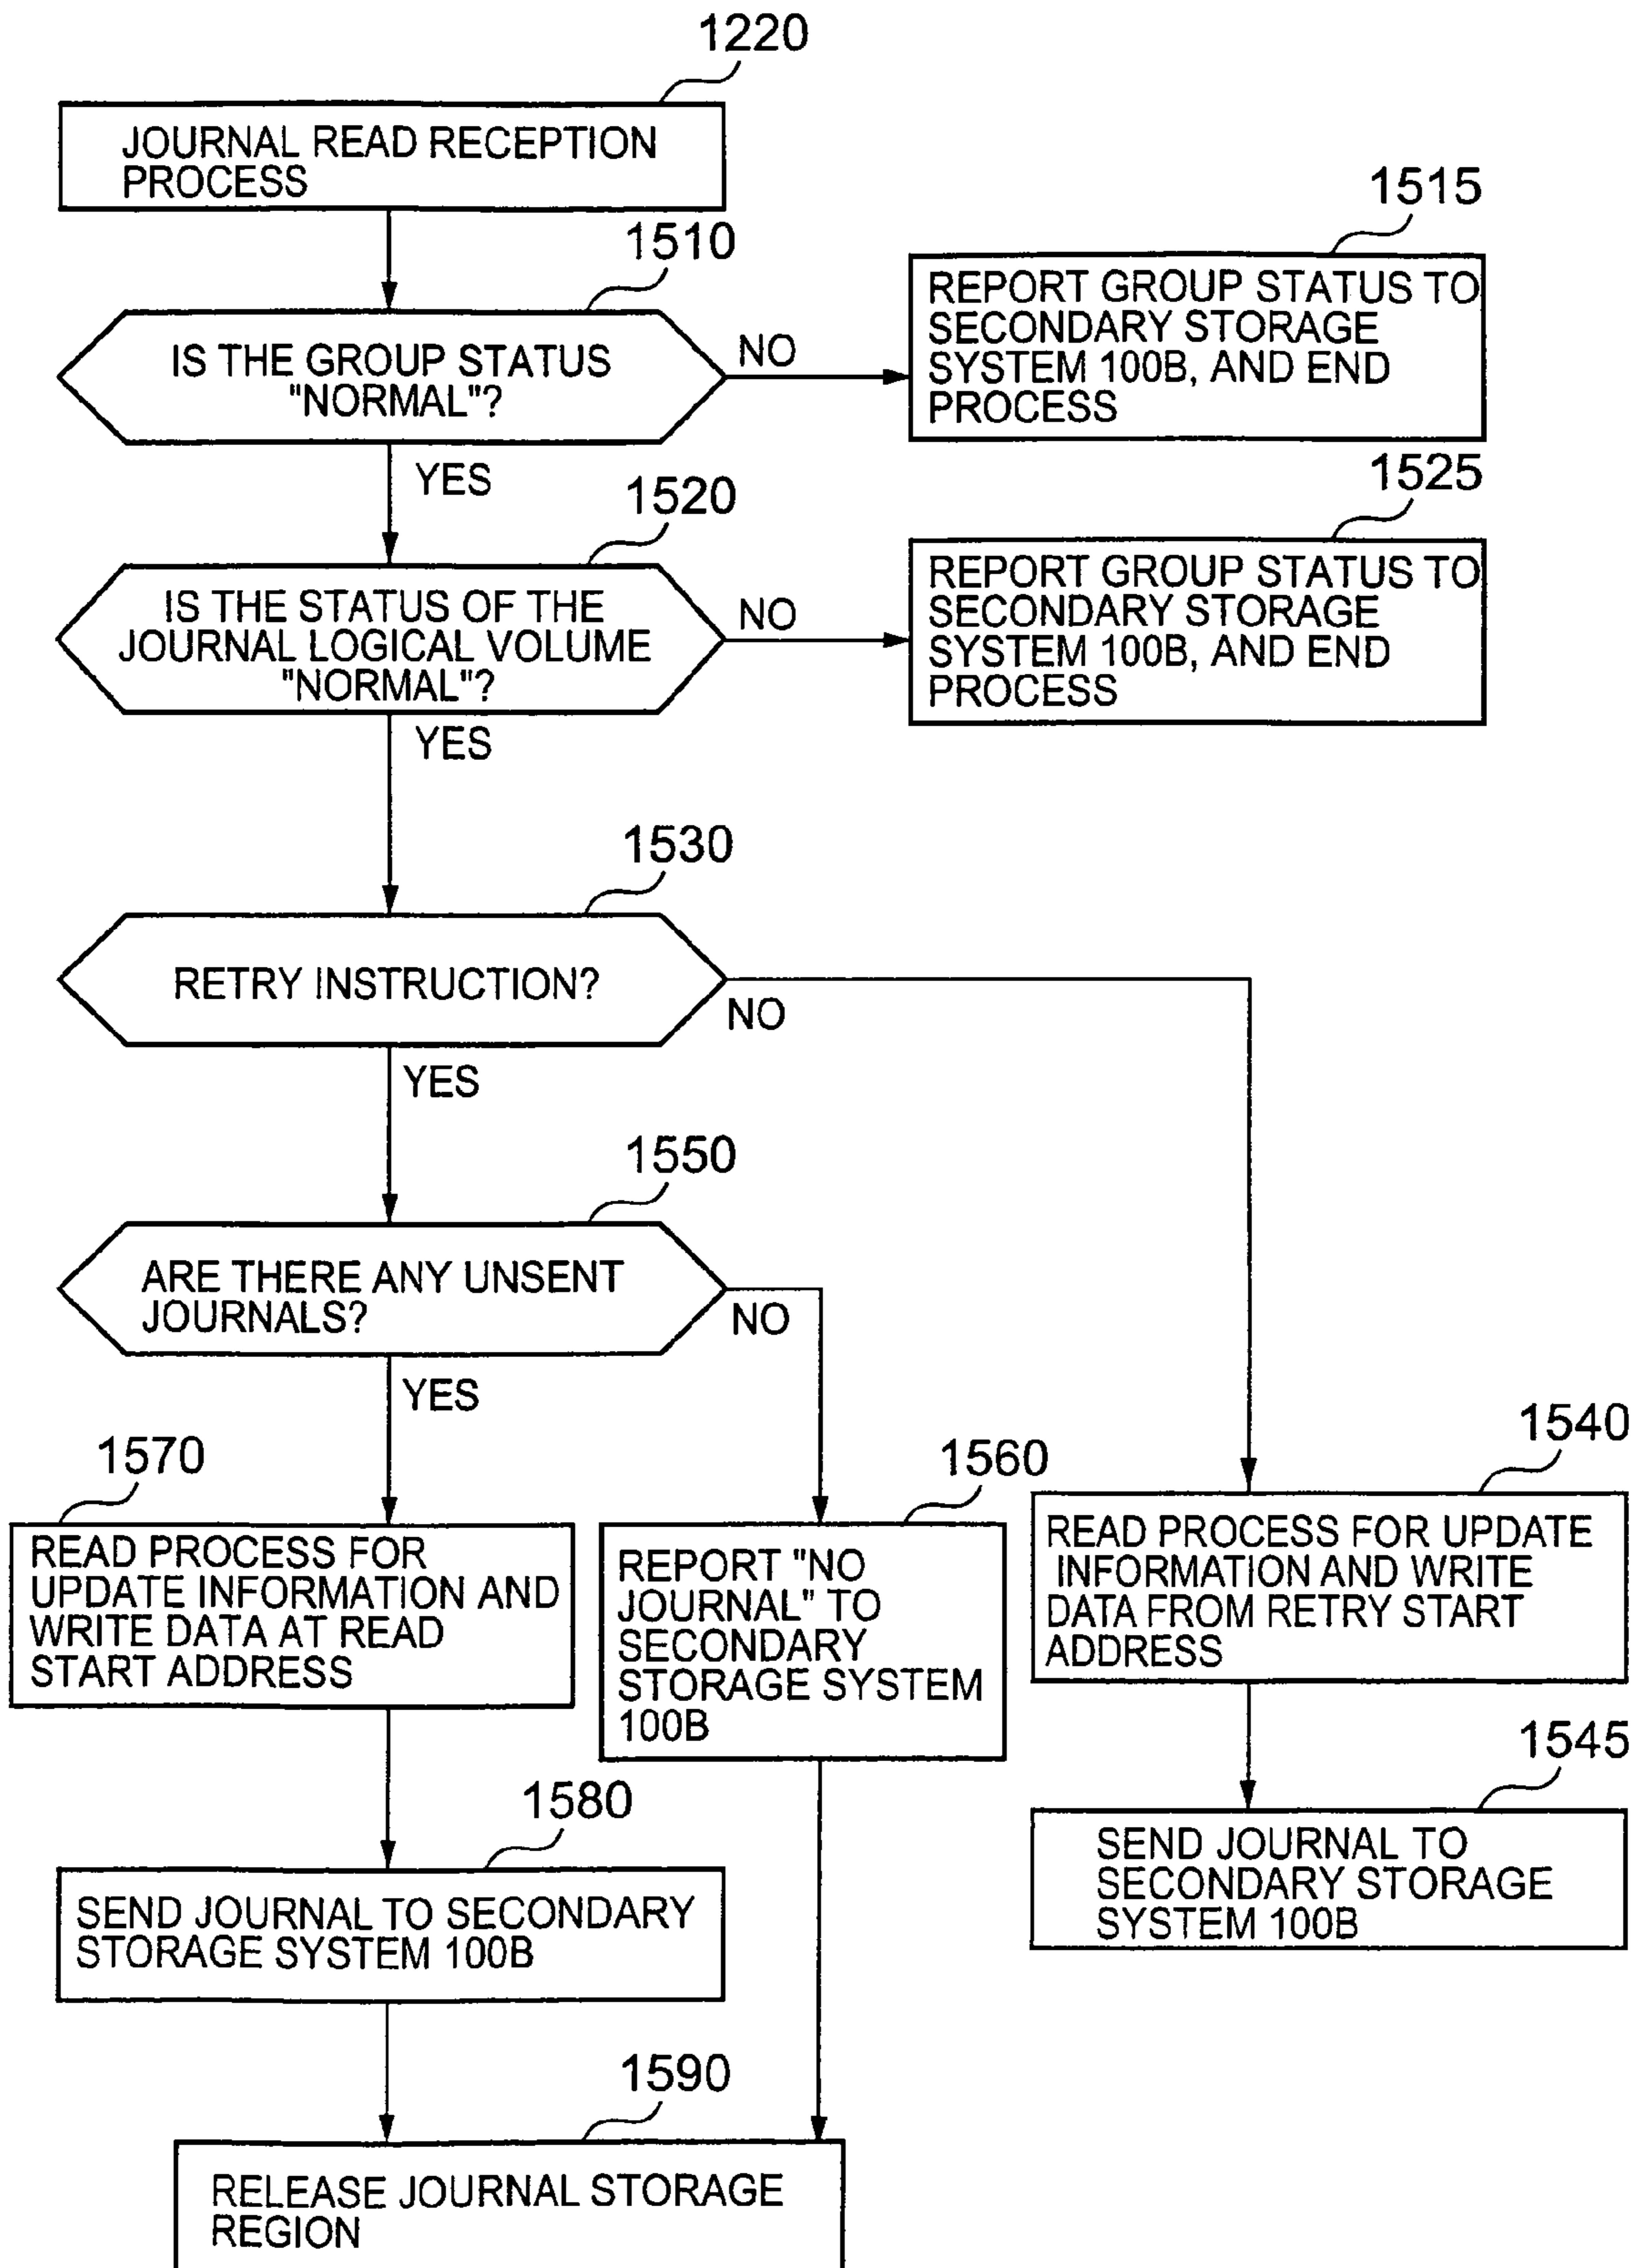 1220
JOURNAL READ RECEPTION
PROCESS
1510
IS THE GROUP STATUS
"NORMAL"?
NO
YES
1515
REPORT GROUP STATUS TO
SECONDARY STORAGE
SYSTEM 100B, AND END
PROCESS
1520
IS THE STATUS OF THE
JOURNAL LOGICAL VOLUME
"NORMAL"?
NO
YES
1525
REPORT GROUP STATUS TO
SECONDARY STORAGE
SYSTEM 100B, AND END
PROCESS
1530
RETRY INSTRUCTION?
NO
YES
1550
ARE THERE ANY UNSENT
JOURNALS?
NO
YES
1570
READ PROCESS FOR
UPDATE INFORMATION AND
WRITE DATA AT READ
START ADDRESS
1560
REPORT "NO
JOURNAL" TO
SECONDARY
STORAGE SYSTEM
100B
1540
READ PROCESS FOR UPDATE
INFORMATION AND WRITE
DATA FROM RETRY START
ADDRESS
1545
SEND JOURNAL TO
SECONDARY STORAGE
SYSTEM 100B
1580
SEND JOURNAL TO SECONDARY
STORAGE SYSTEM 100B
1590
RELEASE JOURNAL STORAGE
REGION